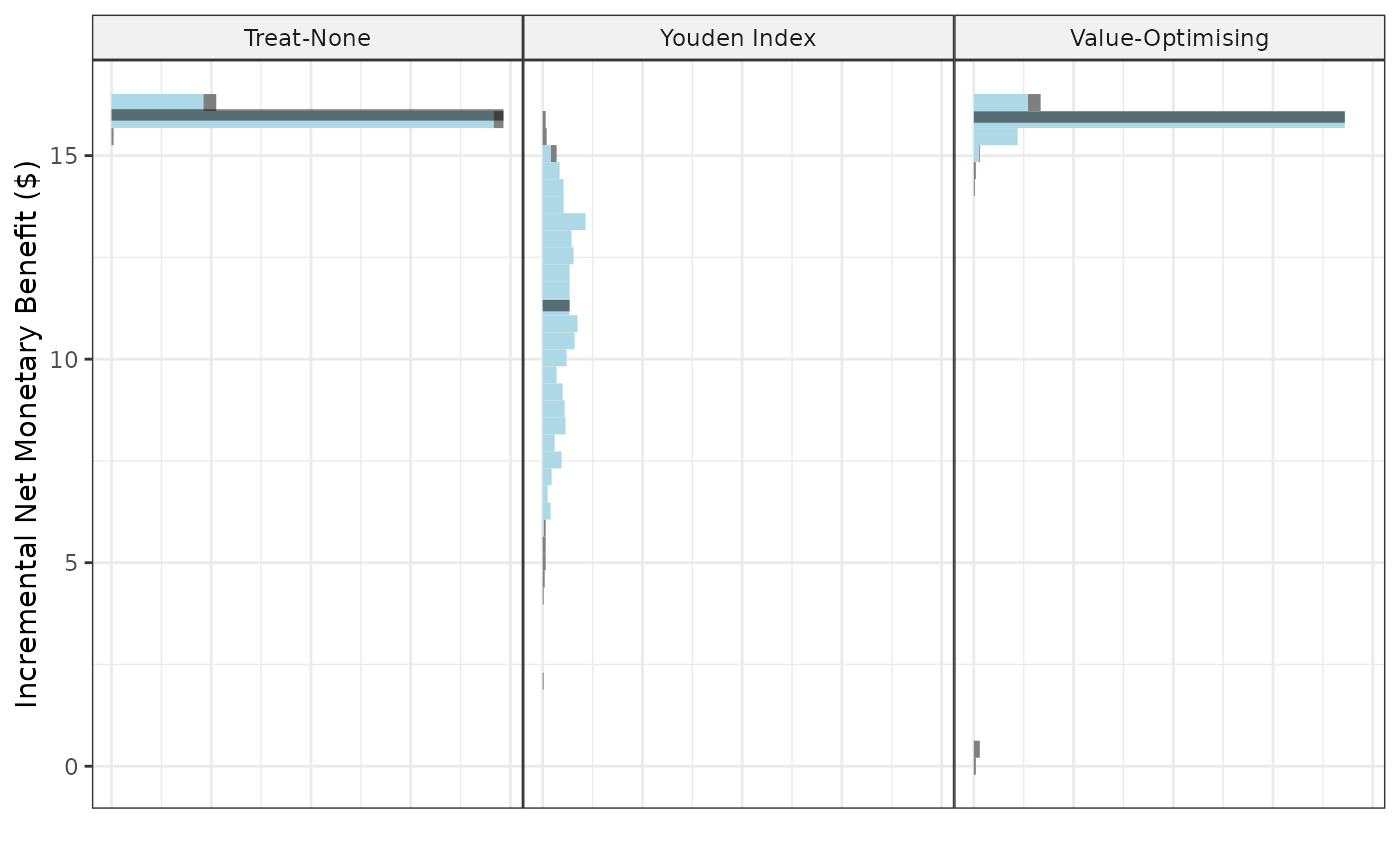 Treat-None
Youden Index
Value-Optimising
Incremental Net Monetary Benefit ($)
15
10
5
0